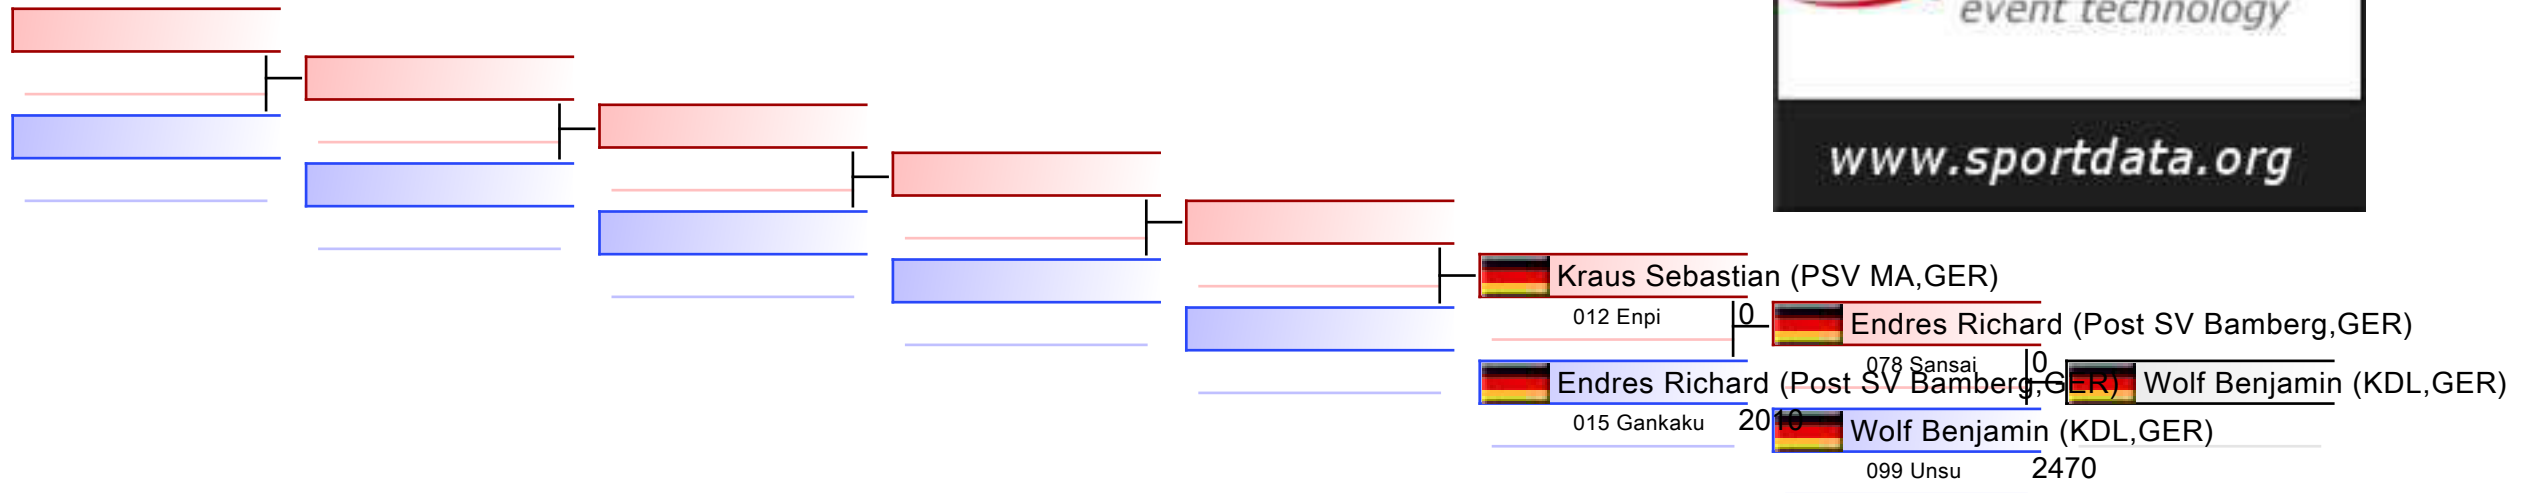 event technology
www.sportdata.org
Kraus Sebastian (PSV MA,GER)
012 Enpi
0
Endres Richard (Post SV Bamberg,GER)
015 Gankaku
2010
Endres Richard (Post SV Bamberg,GER)
078 Sansai
0
Wolf Benjamin (KDL,GER)
099 Unsu
2470
Wolf Benjamin (KDL,GER)